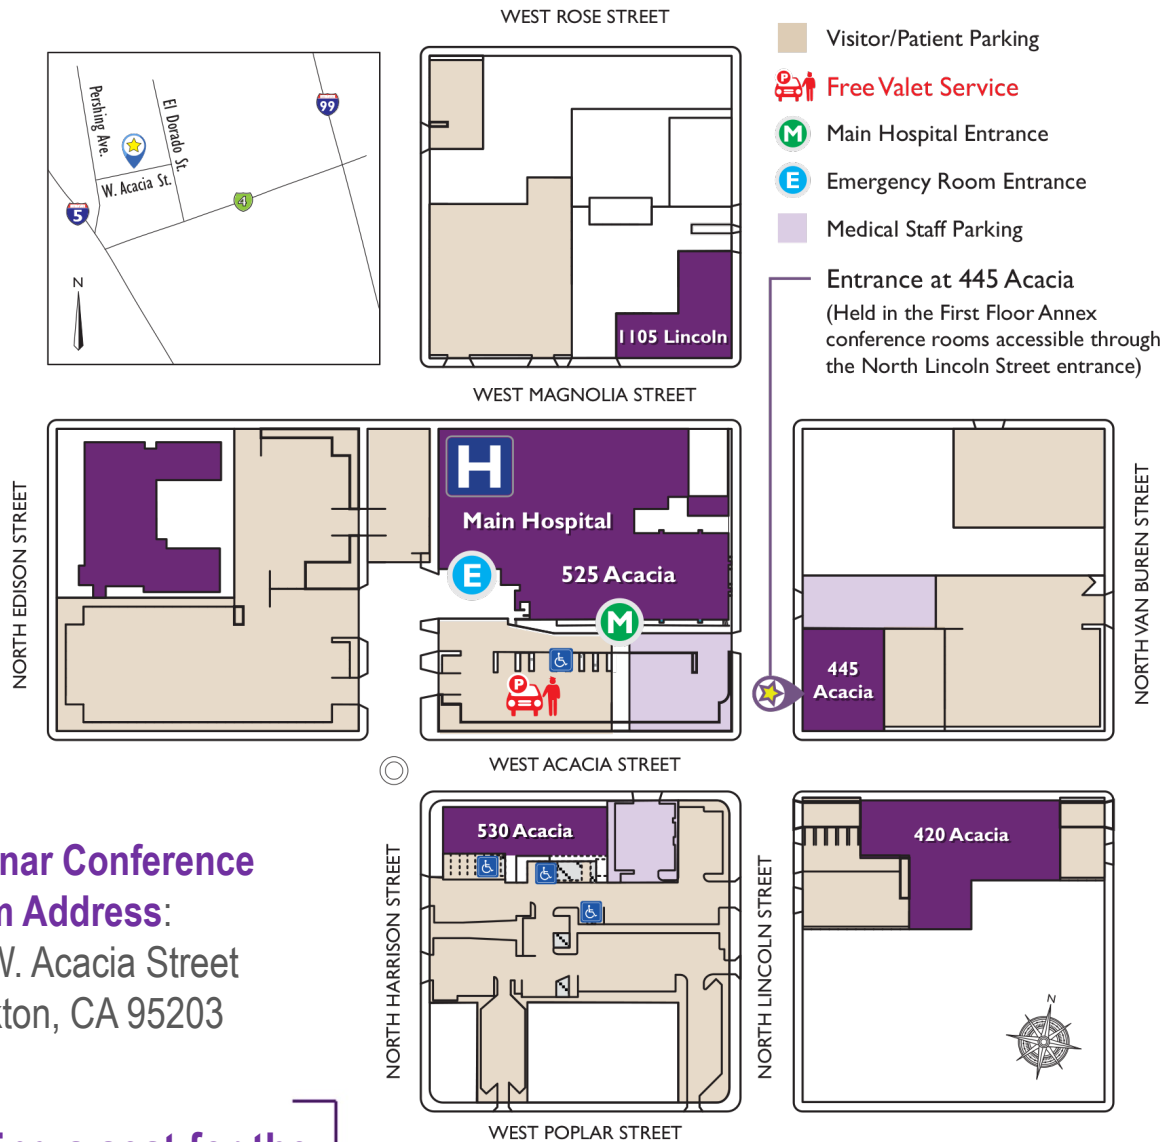 WEST ROSE STREET
Visitor/Patient Parking
P
Free Valet Service
M
Main Hospital Entrance
E
Emergency Room Entrance
Medical Staff Parking
Entrance at 445 Acacia
(Held in the First Floor Annex
conference rooms accessible through
the North Lincoln Street entrance)
Pershing Ave.
El Dorado St.
99
W. Acacia St.
5
4
N
1105 Lincoln
WEST MAGNOLIA STREET
NORTH EDISON STREET
H
Main Hospital
E
525 Acacia
M
P
445
Acacia
NORTH VAN BUREN STREET
WEST ACACIA STREET
530 Acacia
420 Acacia
NORTH HARRISON STREET
NORTH LINCOLN STREET
N
WEST POPLAR STREET
nar Conference
Address:
W. Acacia Street
ton, CA 95203
a seat for the